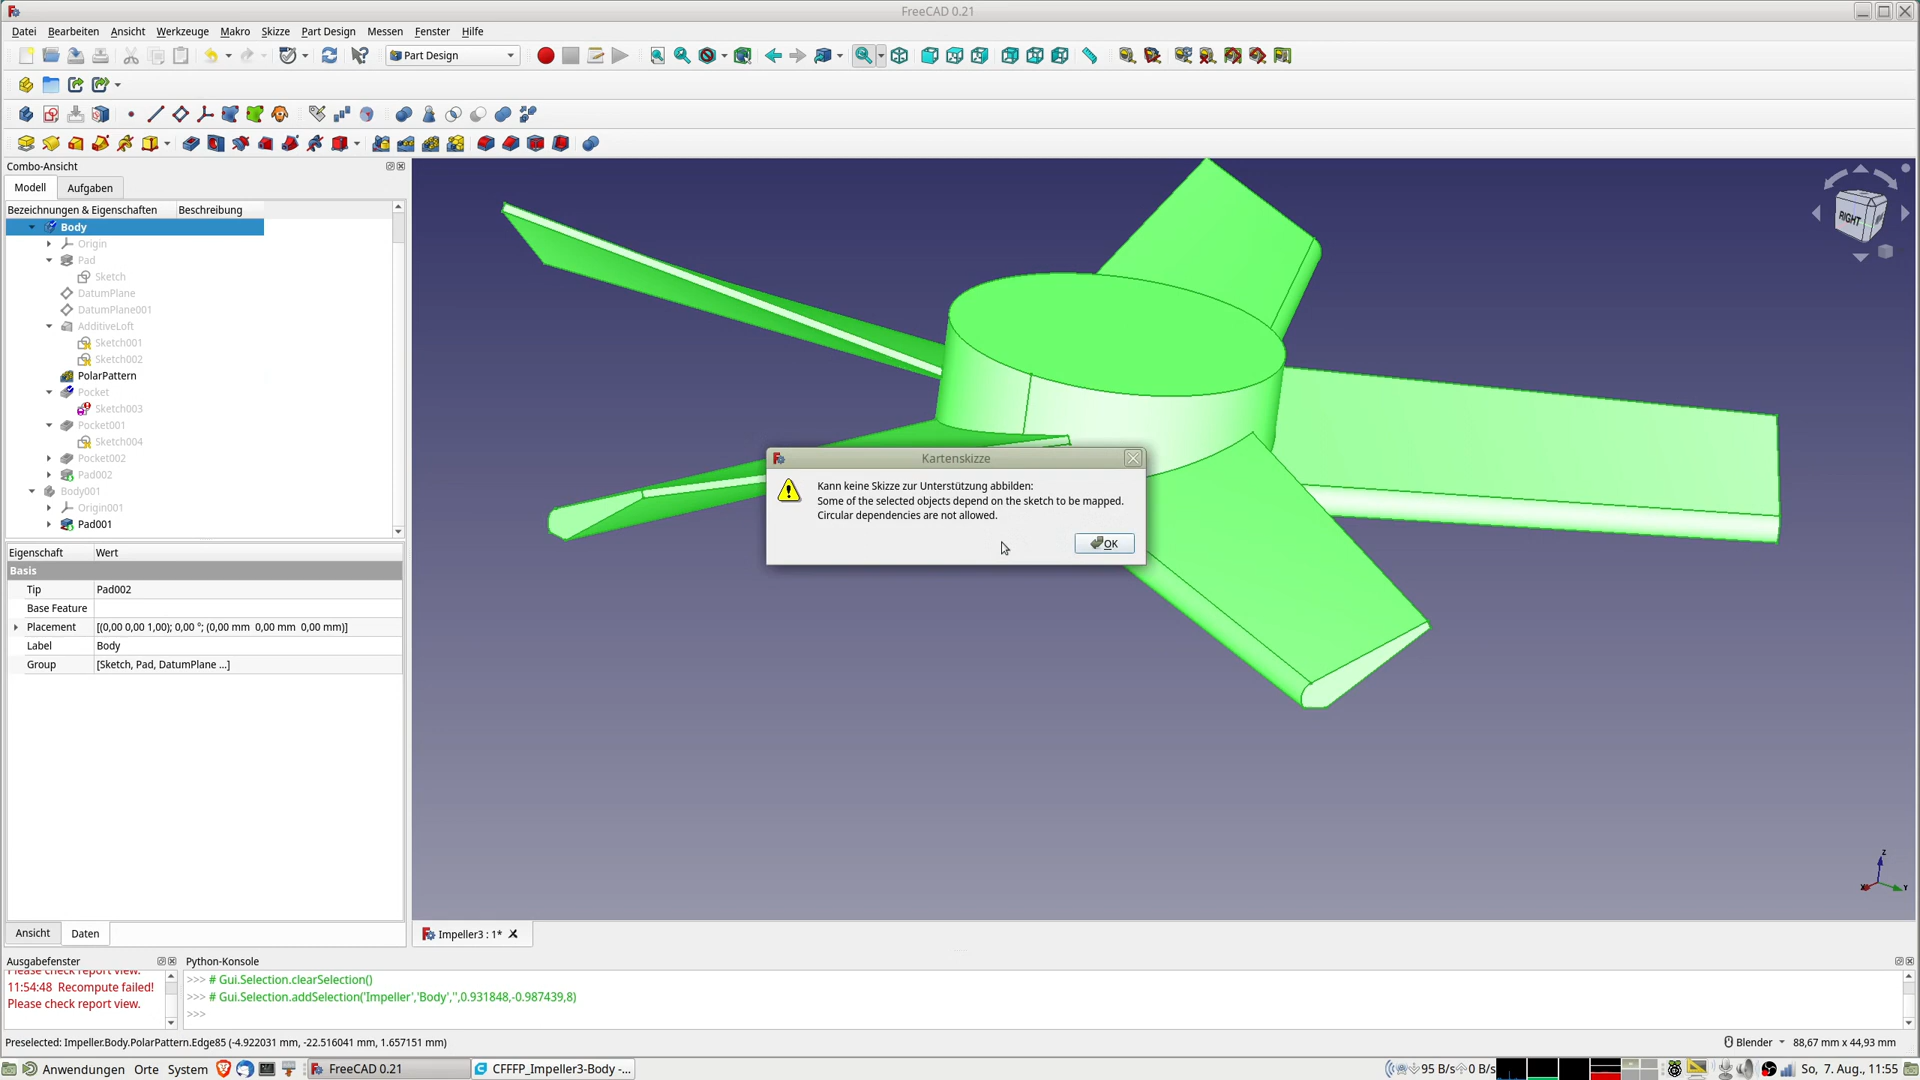 FreeCAD 0.21
Datei Bearbeiten Ansicht Werkzeuge Makro Skizze Part Design Messen Fenster Hilfe
Part Design
Combo-Ansicht
Modell Aufgaben
Bezeichnungen & Eigenschaften Beschreibung
Body
Origin
Pad
Sketch
DatumPlane
DatumPlane001
AdditiveLoft
Sketch001
Sketch002
PolarPattern
Pocket
Sketch003
Pocket001
Sketch004
Pocket002
Pad002
Body001
Origin001
Pad001
RIGHT
Kartenskizze
Kann keine Skizze zur Unterstützung abbilden:
Some of the selected objects depend on the sketch to be mapped.
Circular dependencies are not allowed.
OK
Eigenschaft Wert
Basis
Tip Pad002
Base Feature
Placement [(0,00 0,00 1,00); 0,00 °; (0,00 mm 0,00 mm 0,00 mm)]
Label Body
Group [Sketch, Pad, DatumPlane ...]
Z
X
Y
Ansicht Daten
Impeller3 : 1*
Ausgabefenster
Please check report view.
11:54:48 Recompute failed!
Please check report view.
Python-Konsole
>>> # Gui.Selection.clearSelection()
>>> # Gui.Selection.addSelection('Impeller','Body','',0.931848,-0.987439,8)
>>>
Preselected: Impeller.Body.PolarPattern.Edge85 (-4.922031 mm, -22.516041 mm, 1.657151 mm)
Blender 88,67 mm x 44,93 mm
Anwendungen Orte System FreeCAD 0.21 CFFFP_Impeller3-Body -... 95 B/s 0 B/s So, 7. Aug., 11:55